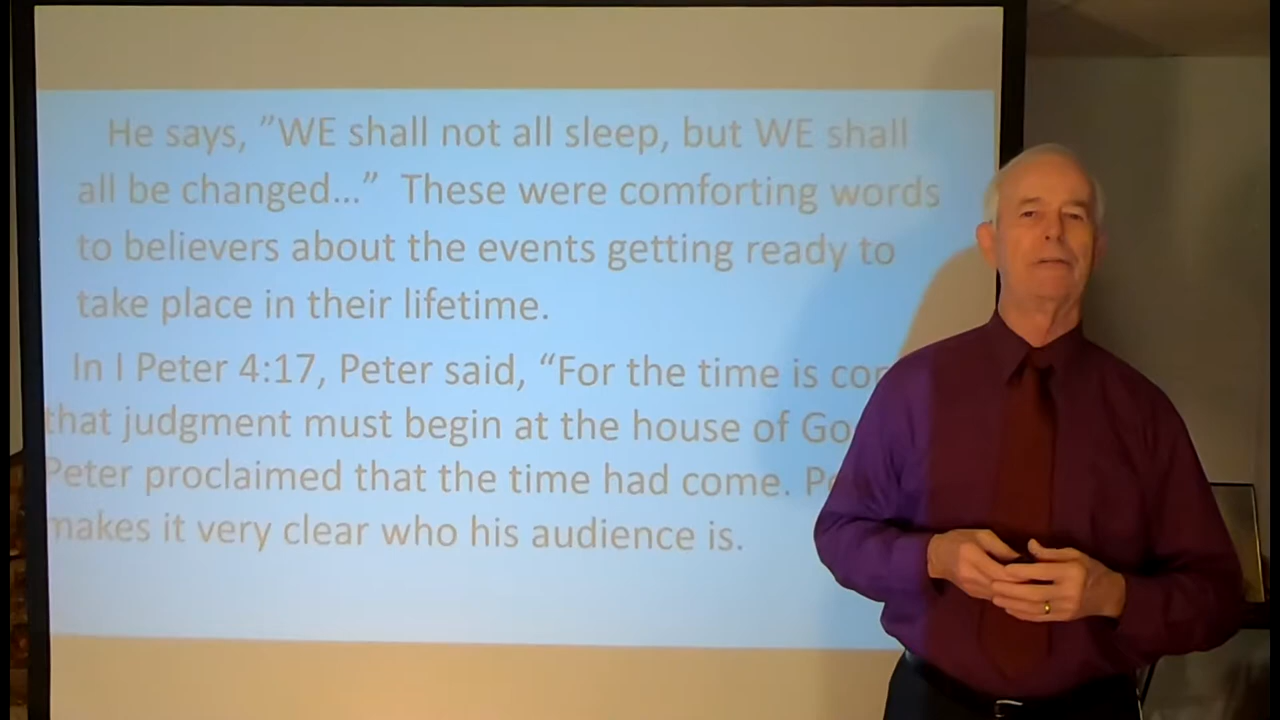 He says, ”WE shall not all sleep, but WE shall
all be changed...” These were comforting words
to believers about the events getting ready to
take place in their lifetime.
In I Peter 4:17, Peter said, “For the time is
that judgment must begin at the house of
Peter proclaimed that the time had come.
makes it very clear who his audience is.